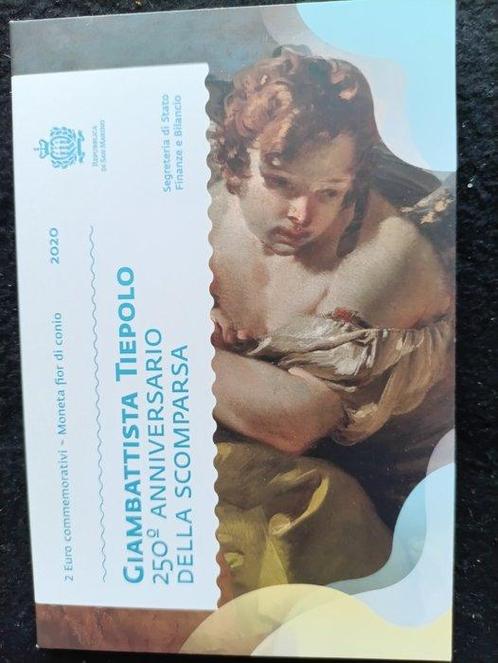 REPUBBLICA
DI SAN MARINO
Segreteria di Stato
Finanze e Bilancio
2 Euro commemorativi ~ Moneta fior di conio 2020
GIAMBATTISTA TIEPOLO
250º ANNIVERSARIO
DELLA SCOMPARSA